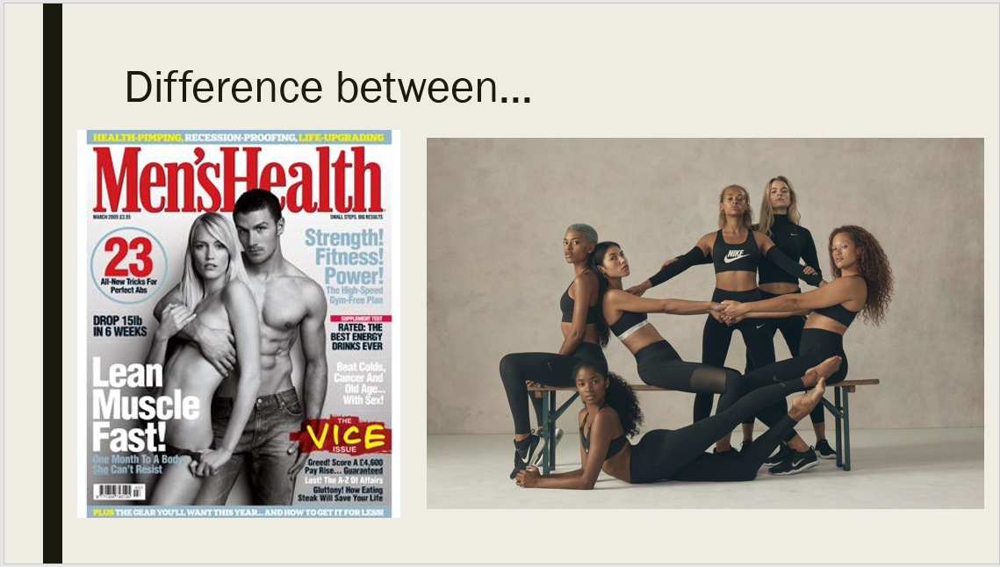 Difference between...
HEALTH-PIMPING, RECESSION-PROOFING, LIFE-UPGRADING
Men'sHealth
MARCH 2009 £3.95
SMALL STEPS. BIG RESULTS
23
All-New Tricks For
Perfect Abs
DROP 15lb
IN 6 WEEKS
Lean
Muscle
Fast!
One Month To A Body
She Can't Resist
Strength!
Fitness!
Power!
The High-Speed
Gym-Free Plan
SUPPLEMENT TEST
RATED: THE
BEST ENERGY
DRINKS EVER
Beat Colds,
Cancer And
Old Age...
With Sex!
THE
VICE
ISSUE
Greed! Score A £4,600
Pay Rise... Guaranteed
Lust! The A-Z Of Affairs
Gluttony! How Eating
Steak Will Save Your Life
PLUS THE GEAR YOU'LL WANT THIS YEAR... AND HOW TO GET IT FOR LESS!
NIKE